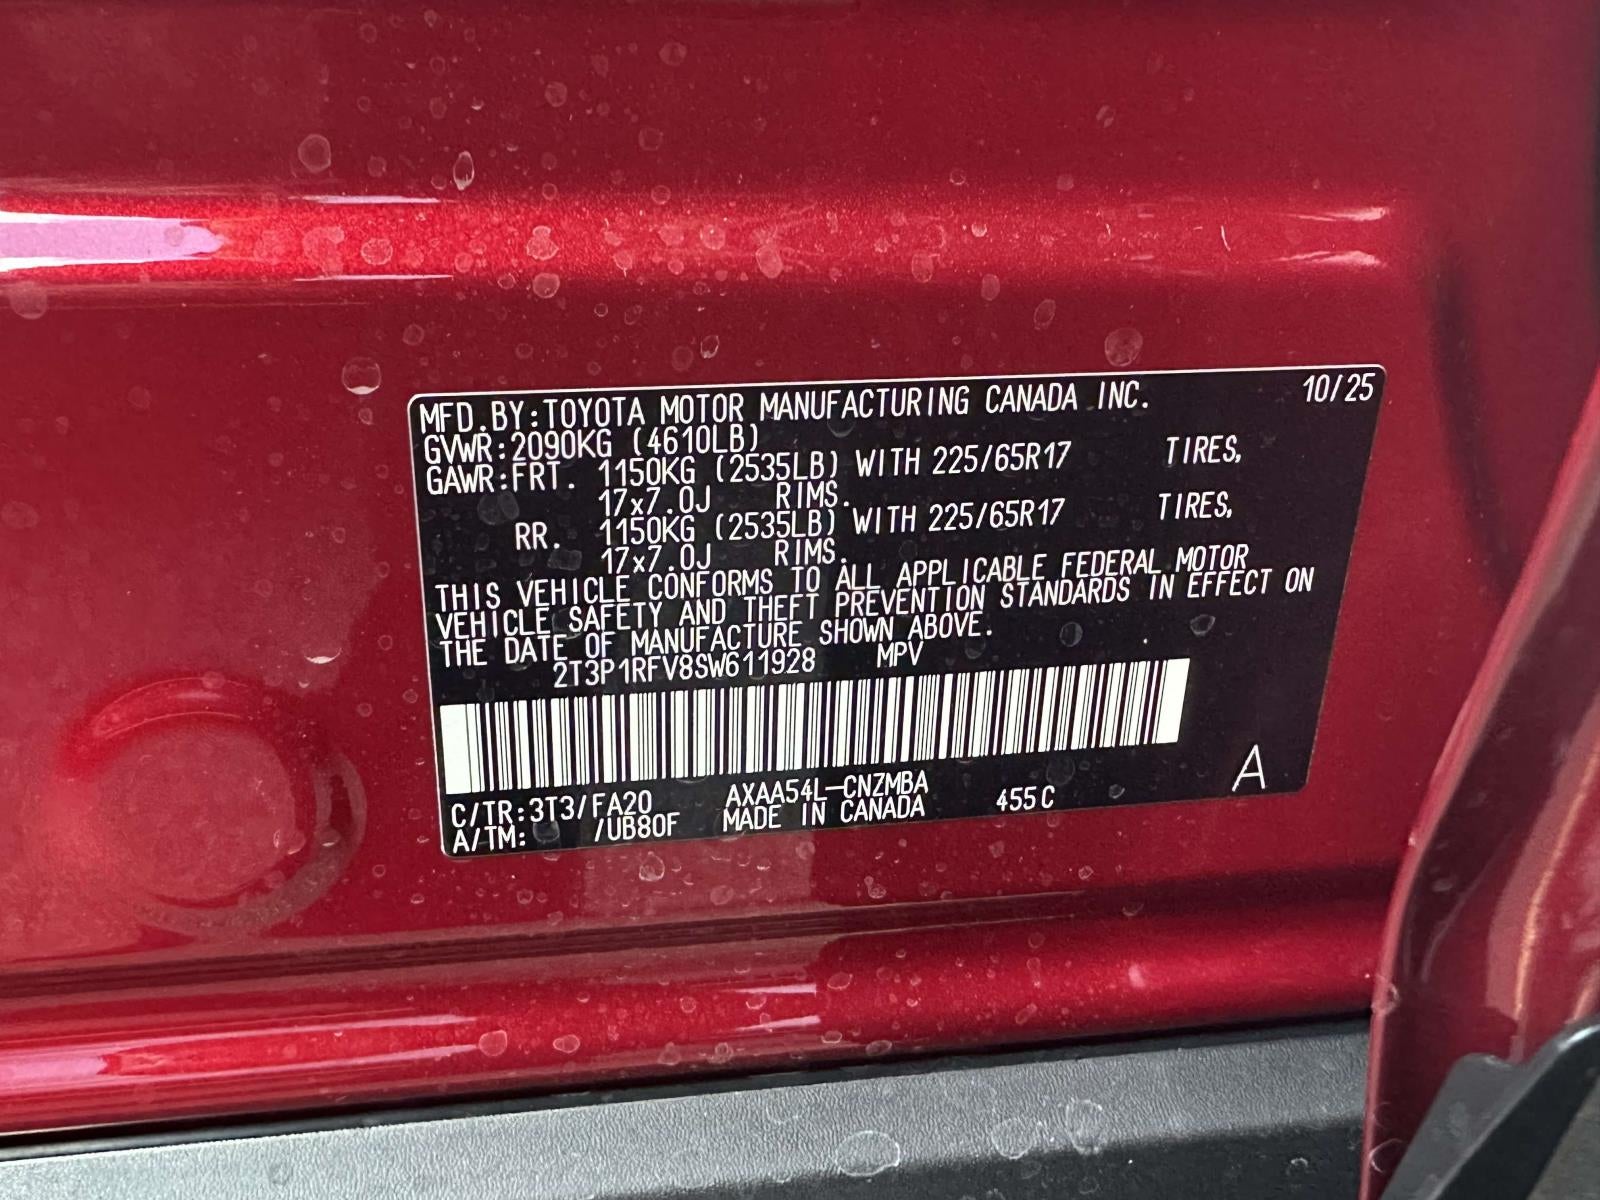 MFD.BY:TOYOTA MOTOR MANUFACTURING CANADA INC. 10/25
GVWR:2090KG (4610LB)
GAWR:FRT. 1150KG (2535LB) WITH 225/65R17 TIRES,
17x7.0J RIMS.
RR. 1150KG (2535LB) WITH 225/65R17 TIRES,
17x7.0J RIMS.
THIS VEHICLE CONFORMS TO ALL APPLICABLE FEDERAL MOTOR
VEHICLE SAFETY AND THEFT PREVENTION STANDARDS IN EFFECT ON
THE DATE OF MANUFACTURE SHOWN ABOVE.
2T3P1RFV8SW611928 MPV
C/TR:3T3/FA20 AXAA54L-CNZMBA 455C A
A/TM: /UB80F MADE IN CANADA